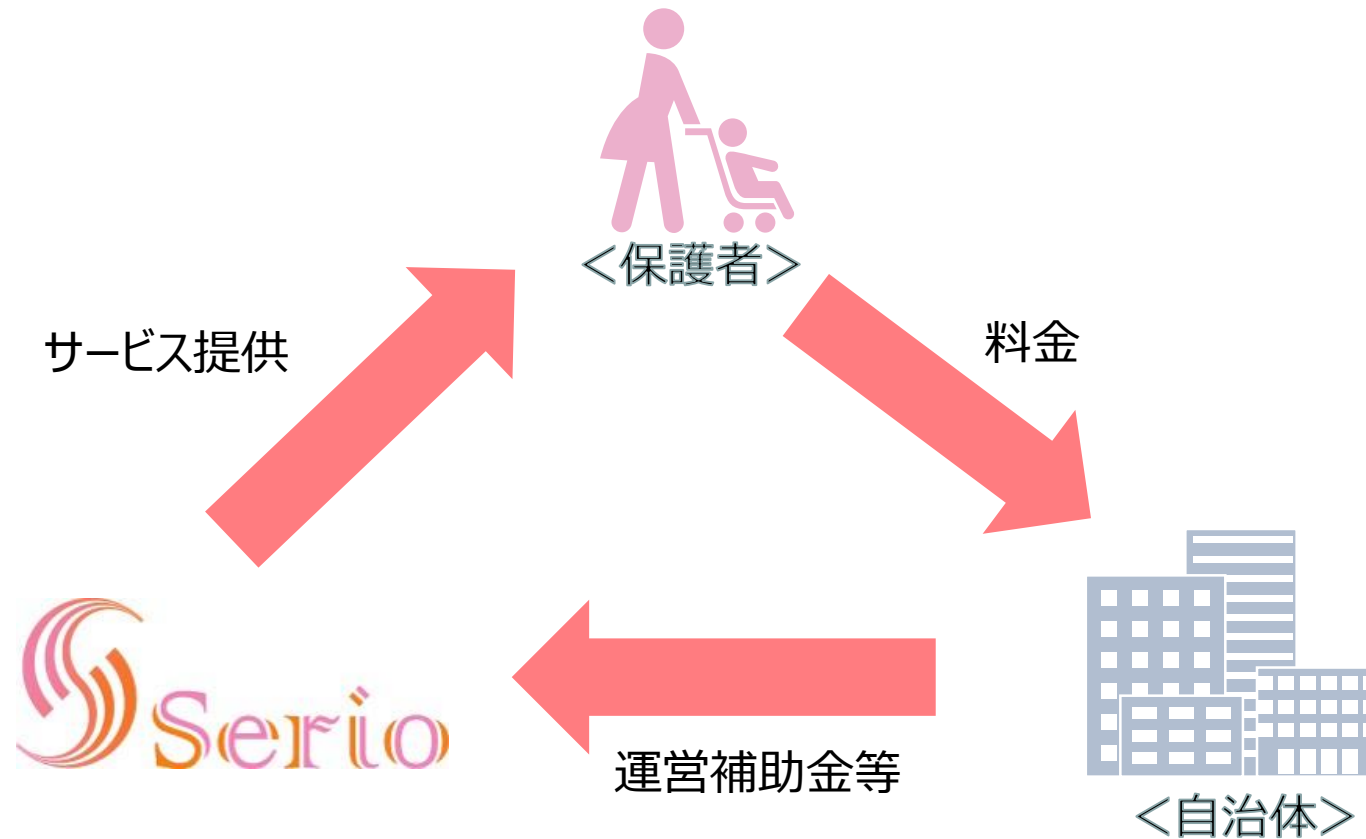 ＜保護者＞
サービス提供
料金
Serio
運営補助金等
＜自治体＞